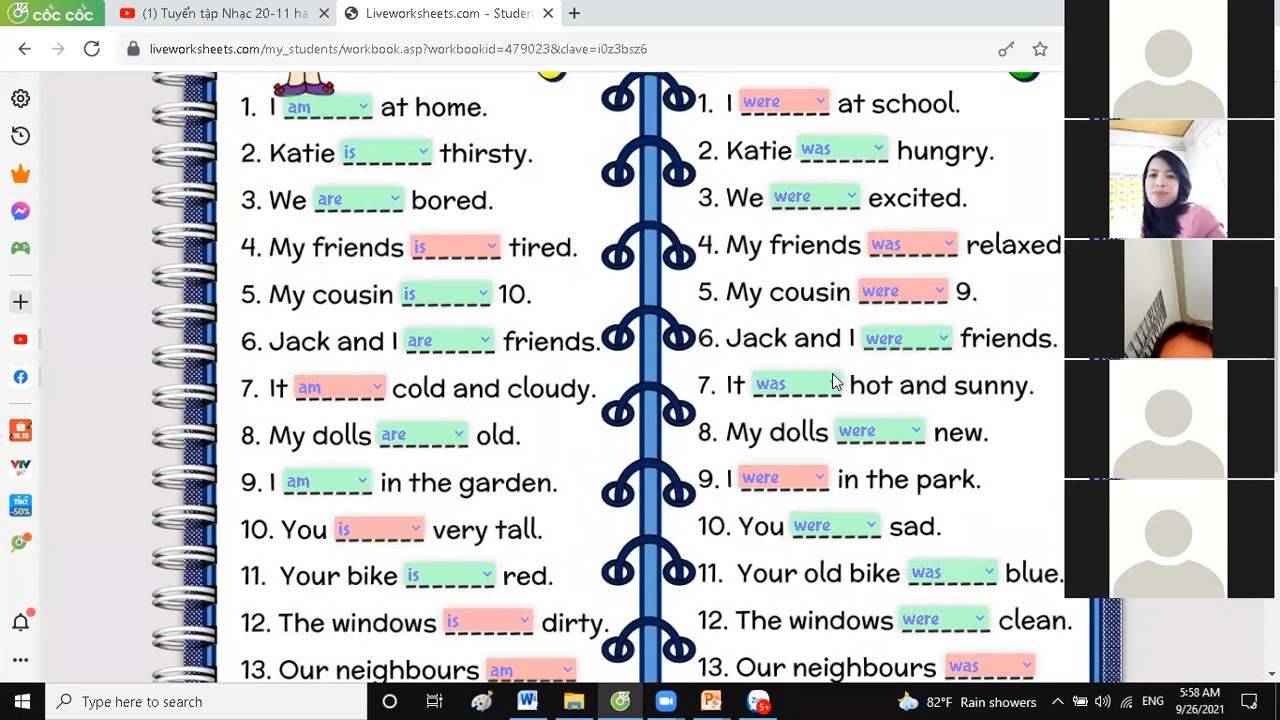 cốc cốc
(1) Tuyển tập Nhạc 20-11 ha
Liveworksheets.com - Studen
liveworksheets.com/my_students/workbook.asp?workbookid=479023&clave=i0z3bsz6
1. I am at home.
2. Katie is thirsty.
3. We are bored.
4. My friends is tired.
5. My cousin is 10.
6. Jack and I are friends.
7. It am cold and cloudy.
8. My dolls are old.
9. I am in the garden.
10. You is very tall.
11. Your bike is red.
12. The windows is dirty.
13. Our neighbours am
1. I were at school.
2. Katie was hungry.
3. We were excited.
4. My friends was relaxed
5. My cousin were 9.
6. Jack and I were friends.
7. It was hot and sunny.
8. My dolls were new.
9. I were in the park.
10. You were sad.
11. Your old bike was blue.
12. The windows were clean.
13. Our neighbours was
10.10
VTV
go
TIKI
-50%
Type here to search
5+
82°F Rain showers
ENG
5:58 AM
9/26/2021